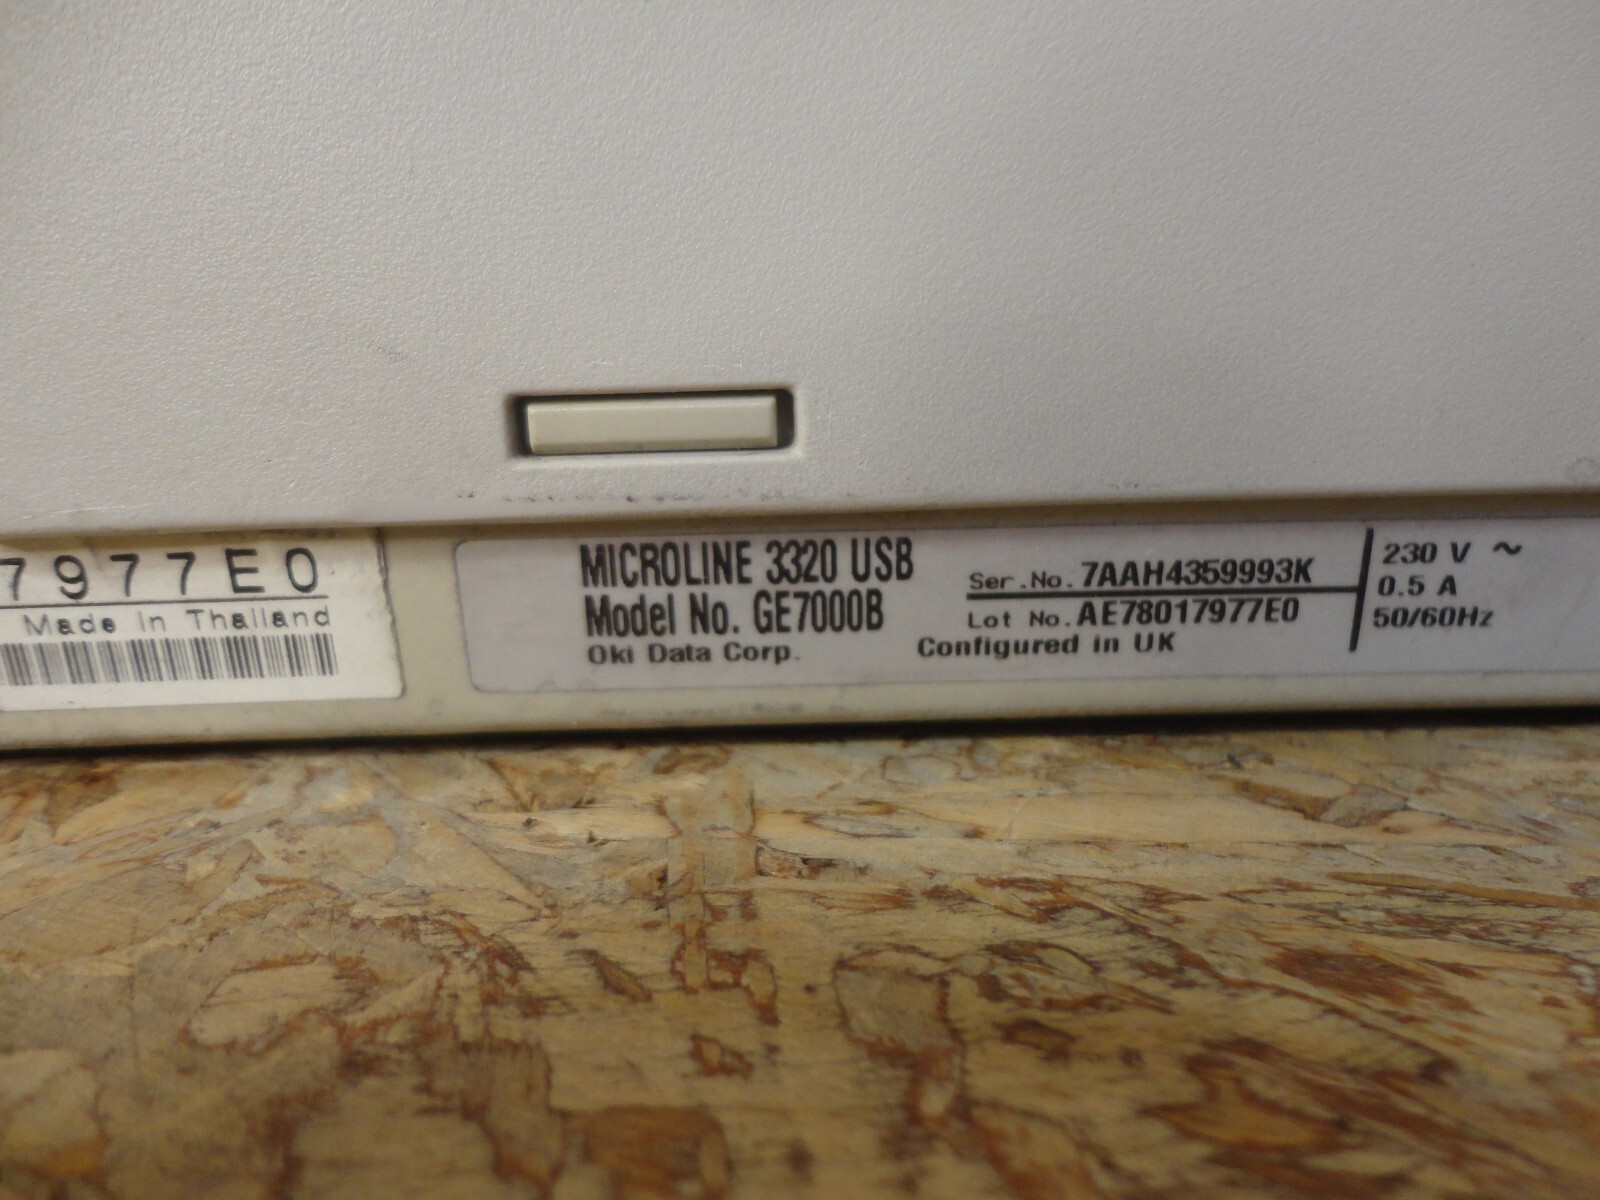 7977E0
Made in Thailand
MICROLINE 3320 USB
Model No. GE7000B
Oki Data Corp.
Ser.No. 7AAH4359993K
Lot No. AE78017977E0
Configured in UK
230 V ~
0.5 A
50/60Hz